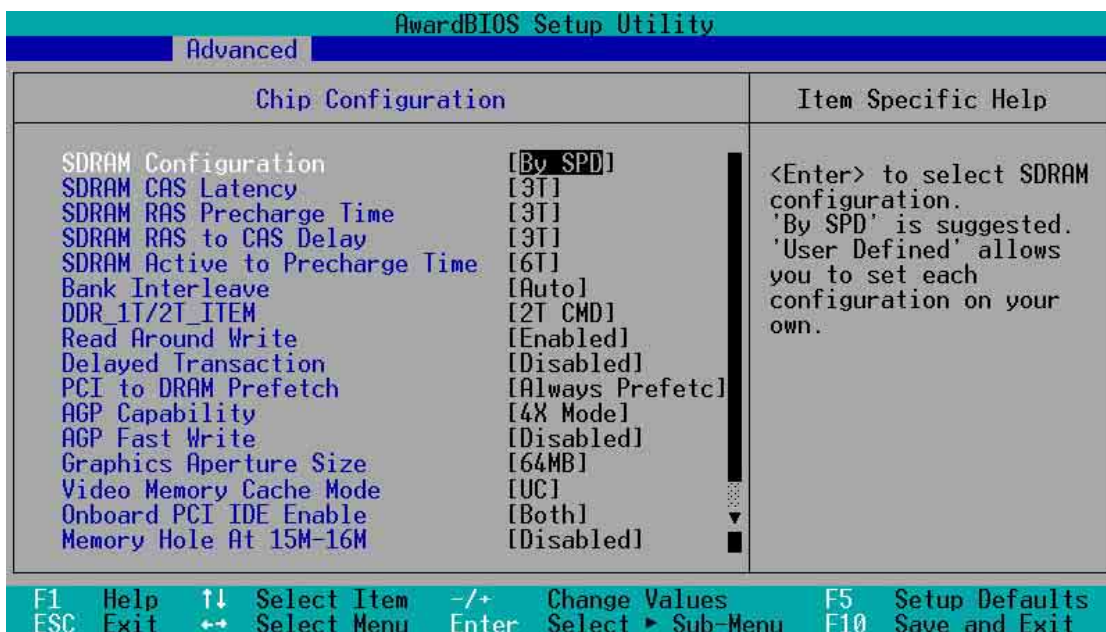 AwardBIOS Setup Utility
Advanced
Chip Configuration
Item Specific Help
SDRAM Configuration [By SPD]
SDRAM CAS Latency [3T]
SDRAM RAS Precharge Time [3T]
SDRAM RAS to CAS Delay [3T]
SDRAM Active to Precharge Time [6T]
Bank Interleave [Auto]
DDR_1T/2T_ITEM [2T CMD]
Read Around Write [Enabled]
Delayed Transaction [Disabled]
PCI to DRAM Prefetch [Always Prefetc]
AGP Capability [4X Mode]
AGP Fast Write [Disabled]
Graphics Aperture Size [64MB]
Video Memory Cache Mode [UC]
Onboard PCI IDE Enable [Both]
Memory Hole At 15M-16M [Disabled]
<Enter> to select SDRAM
configuration.
'By SPD' is suggested.
'User Defined' allows
you to set each
configuration on your
own.
F1 Help ↑↓ Select Item -/+ Change Values F5 Setup Defaults
ESC Exit ←→ Select Menu Enter Select ► Sub-Menu F10 Save and Exit